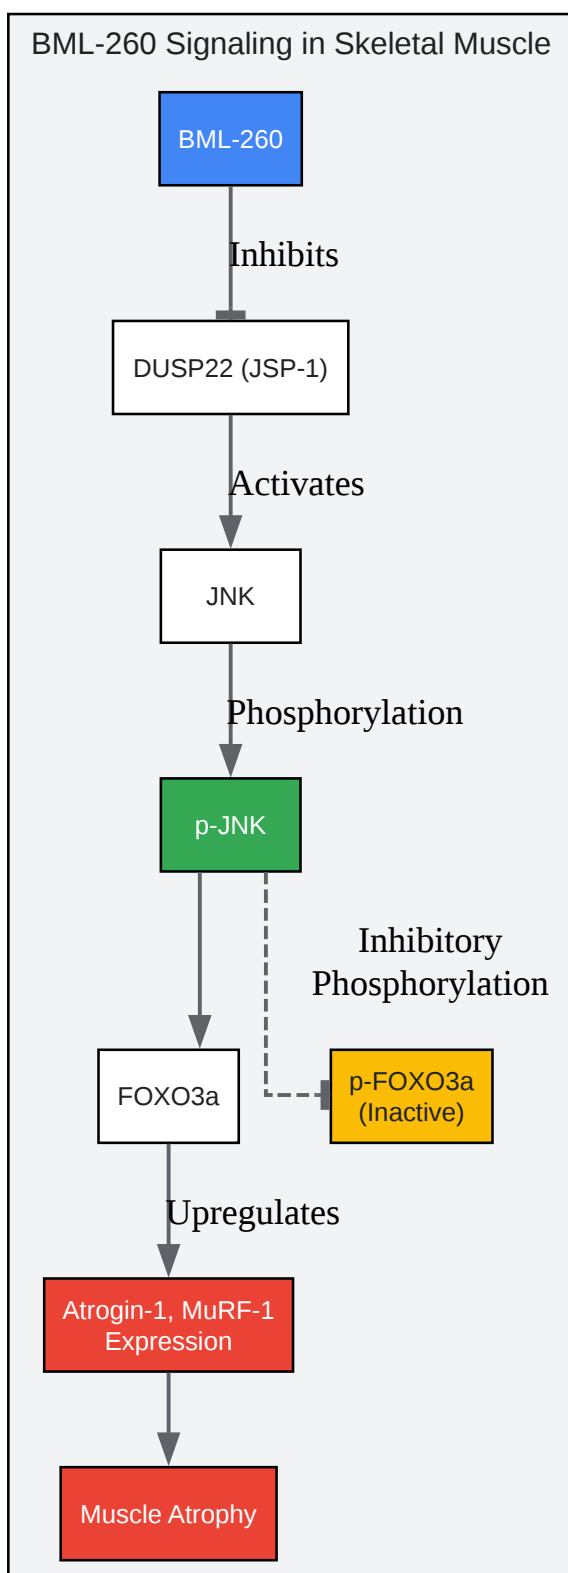 BML-260 Signaling in Skeletal Muscle
BML-260
Inhibits
DUSP22 (JSP-1)
Activates
JNK
Phosphorylation
p-JNK
Inhibitory
Phosphorylation
FOXO3a
p-FOXO3a
(Inactive)
Upregulates
Atrogin-1, MuRF-1
Expression
Muscle Atrophy